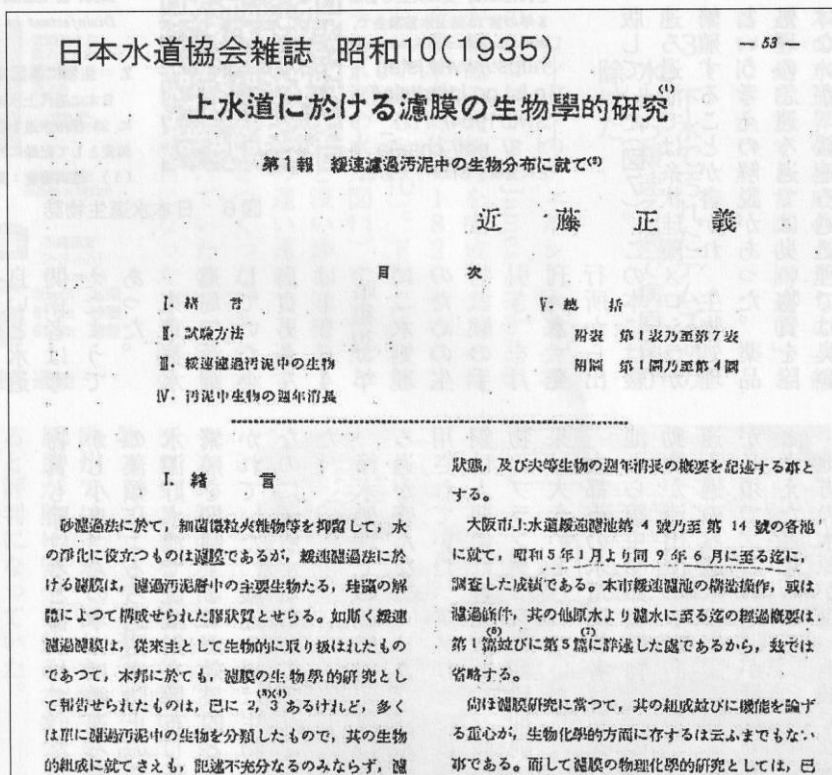 日本水道協会雑誌 昭和10(1935)
53
上水道に於ける濾膜の生物學的研究(1)
第1報 緩速濾過汚泥中の生物分布に就て(2)
近藤正義
目 次
I. 緒 言
II. 試驗方法
III. 緩速濾過汚泥中の生物
IV. 汚泥中生物の週年消長
V. 總 括
附表 第1表乃至第7表
附圖 第1圖乃至第4圖
I. 緒 言
砂濾過法に於て,細菌微粒夾雜物等を抑留して,水
の淨化に役立つものは濾膜であるが,緩速濾過法に於
ける濾膜は,濾過汚泥層中の主要生物たる,珪藻の解
體によつて構成せられた膠狀質とせらる。如斯く緩速
濾過濾膜は,從來主として生物的に取り扱はれたもの
であつて,本邦に於ても,濾膜の生物學的研究とし
て報告せられたものは,已に 2, 3(3)(4) あるけれど,多く
は單に濾過汚泥中の生物を分類したもので,其の生物
的組成に就てさえも,記述不充分なるのみならず,濾
狀態,及び夫等生物の週年消長の概要を記述する事と
する。
大阪市上水道緩速濾池第 4 號乃至第 14 號の各池
に就て,昭和5年1月より同9年6月に至る迄に,
調査した成績である。本市緩速濾池の構造操作,或は
濾過條件,其の他原水より濾水に至る迄の經過概要は
第1篇(6)並びに第5篇(7)に詳述した處であるから,玆では
省略する。
尙ほ濾膜研究に當つて,其の組成並びに機能を論ず
る重心が,生物化學的方面に存するは云ふまでもない
事である。而して濾膜の物理化學的研究としては,已